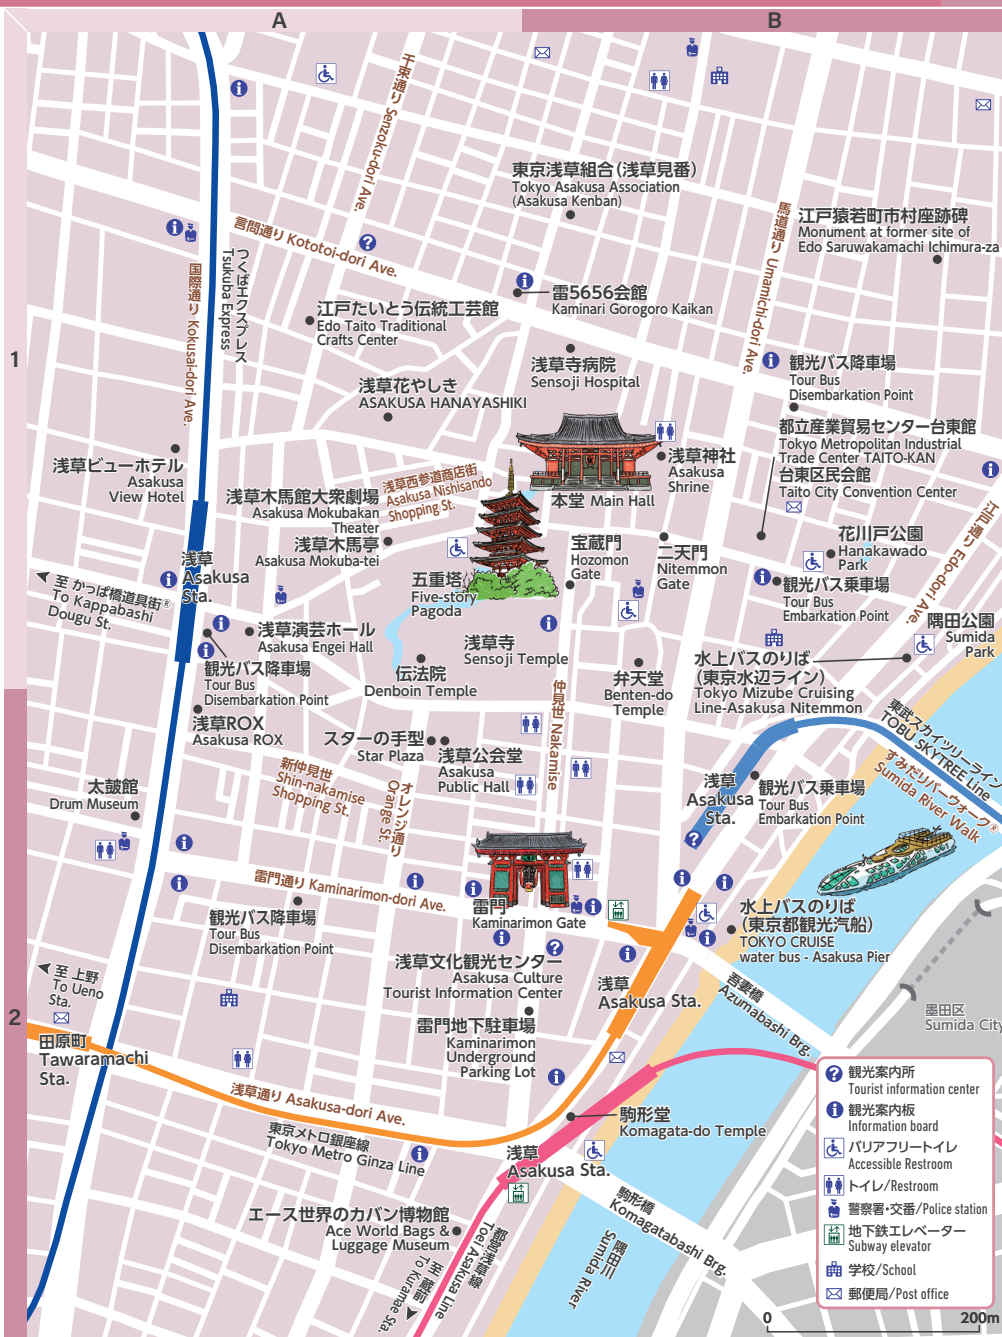 A
B
1
2
千束通り Senzoku-dori Ave.
言問通り Kototoi-dori Ave.
国際通り Kokusai-dori Ave.
つくばエクスプレス
Tsukuba Express
馬道通り Umamichi-dori Ave.
東京浅草組合(浅草見番)
Tokyo Asakusa Association
(Asakusa Kenban)
江戸猿若町市村座跡碑
Monument at former site of
Edo Saruwakamachi Ichimura-za
雷5656会館
Kaminari Gorogoro Kaikan
江戸たいとう伝統工芸館
Edo Taito Traditional
Crafts Center
浅草寺病院
Sensoji Hospital
観光バス降車場
Tour Bus
Disembarkation Point
浅草花やしき
ASAKUSA HANAYASHIKI
都立産業貿易センター台東館
Tokyo Metropolitan Industrial
Trade Center TAITO-KAN
台東区民会館
Taito City Convention Center
浅草ビューホテル
Asakusa
View Hotel
浅草神社
Asakusa
Shrine
浅草西参道商店街
Asakusa Nishisando
Shopping St.
本堂 Main Hall
浅草木馬館大衆劇場
Asakusa Mokubakan
Theater
浅草木馬亭
Asakusa Mokuba-tei
江戸通り Edo-dori Ave.
花川戸公園
Hanakawado
Park
宝蔵門
Hozomon
Gate
二天門
Nitemmon
Gate
浅草
Asakusa
Sta.
至 かっぱ橋道具街®
To Kappabashi
Dougu St.
五重塔
Five-story
Pagoda
観光バス乗車場
Tour Bus
Embarkation Point
隅田公園
Sumida
Park
浅草演芸ホール
Asakusa Engei Hall
浅草寺
Sensoji Temple
観光バス降車場
Tour Bus
Disembarkation Point
伝法院
Denboin Temple
弁天堂
Benten-do
Temple
水上バスのりば
(東京水辺ライン)
Tokyo Mizube Cruising
Line-Asakusa Nitemmon
仲見世 Nakamise
浅草ROX
Asakusa ROX
スターの手型
Star Plaza
浅草公会堂
Asakusa
Public Hall
新仲見世
Shin-nakamise
Shopping St.
オレンジ通り
Orange St.
東武スカイツリーライン
TOBU SKYTREE Line
すみだリバーウォーク®
Sumida River Walk
浅草
Asakusa
Sta.
観光バス乗車場
Tour Bus
Embarkation Point
太鼓館
Drum Museum
雷門通り Kaminarimon-dori Ave.
雷門
Kaminarimon Gate
観光バス降車場
Tour Bus
Disembarkation Point
水上バスのりば
(東京都観光汽船)
TOKYO CRUISE
water bus - Asakusa Pier
浅草文化観光センター
Asakusa Culture
Tourist Information Center
至 上野
To Ueno
Sta.
浅草
Asakusa Sta.
吾妻橋
Azumabashi Brg.
墨田区
Sumida City
雷門地下駐車場
Kaminarimon
Underground
Parking Lot
田原町
Tawaramachi
Sta.
浅草通り Asakusa-dori Ave.
東京メトロ銀座線
Tokyo Metro Ginza Line
駒形堂
Komagata-do Temple
浅草
Asakusa Sta.
駒形橋
Komagatabashi Brg.
エース世界のカバン博物館
Ace World Bags &
Luggage Museum
都営浅草線
Toei Asakusa Line
至 蔵前
To Kuramae Sta.
隅田川
Sumida River
観光案内所
Tourist information center
観光案内板
Information board
バリアフリートイレ
Accessible Restroom
トイレ/Restroom
警察署・交番/Police station
地下鉄エレベーター
Subway elevator
学校/School
郵便局/Post office
0
200m